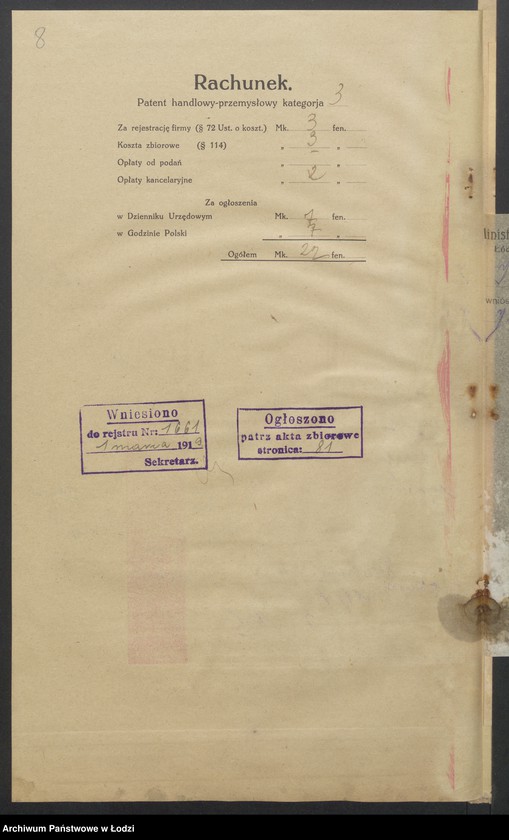 8
Rachunek.
Patent handlowy-przemysłowy kategorja 3
Za rejestrację firmy (§ 72 Ust. o koszt.) Mk. 3 fen.
Koszta zbiorowe (§ 114) „ 3 „
Opłaty od podań „ - „
Opłaty kancelaryjne „ 2 „
Za ogłoszenia
w Dzienniku Urzędowym Mk. 7 fen.
w Godzinie Polski „ 7 „
Ogółem Mk. 22 fen.
Wniesiono
do rejstru Nr: 1661
1 marca 1919
Sekretarz.
Ogłoszono
patrz akta zbiorowe
stronica: 81
Archiwum Państwowe w Łodzi